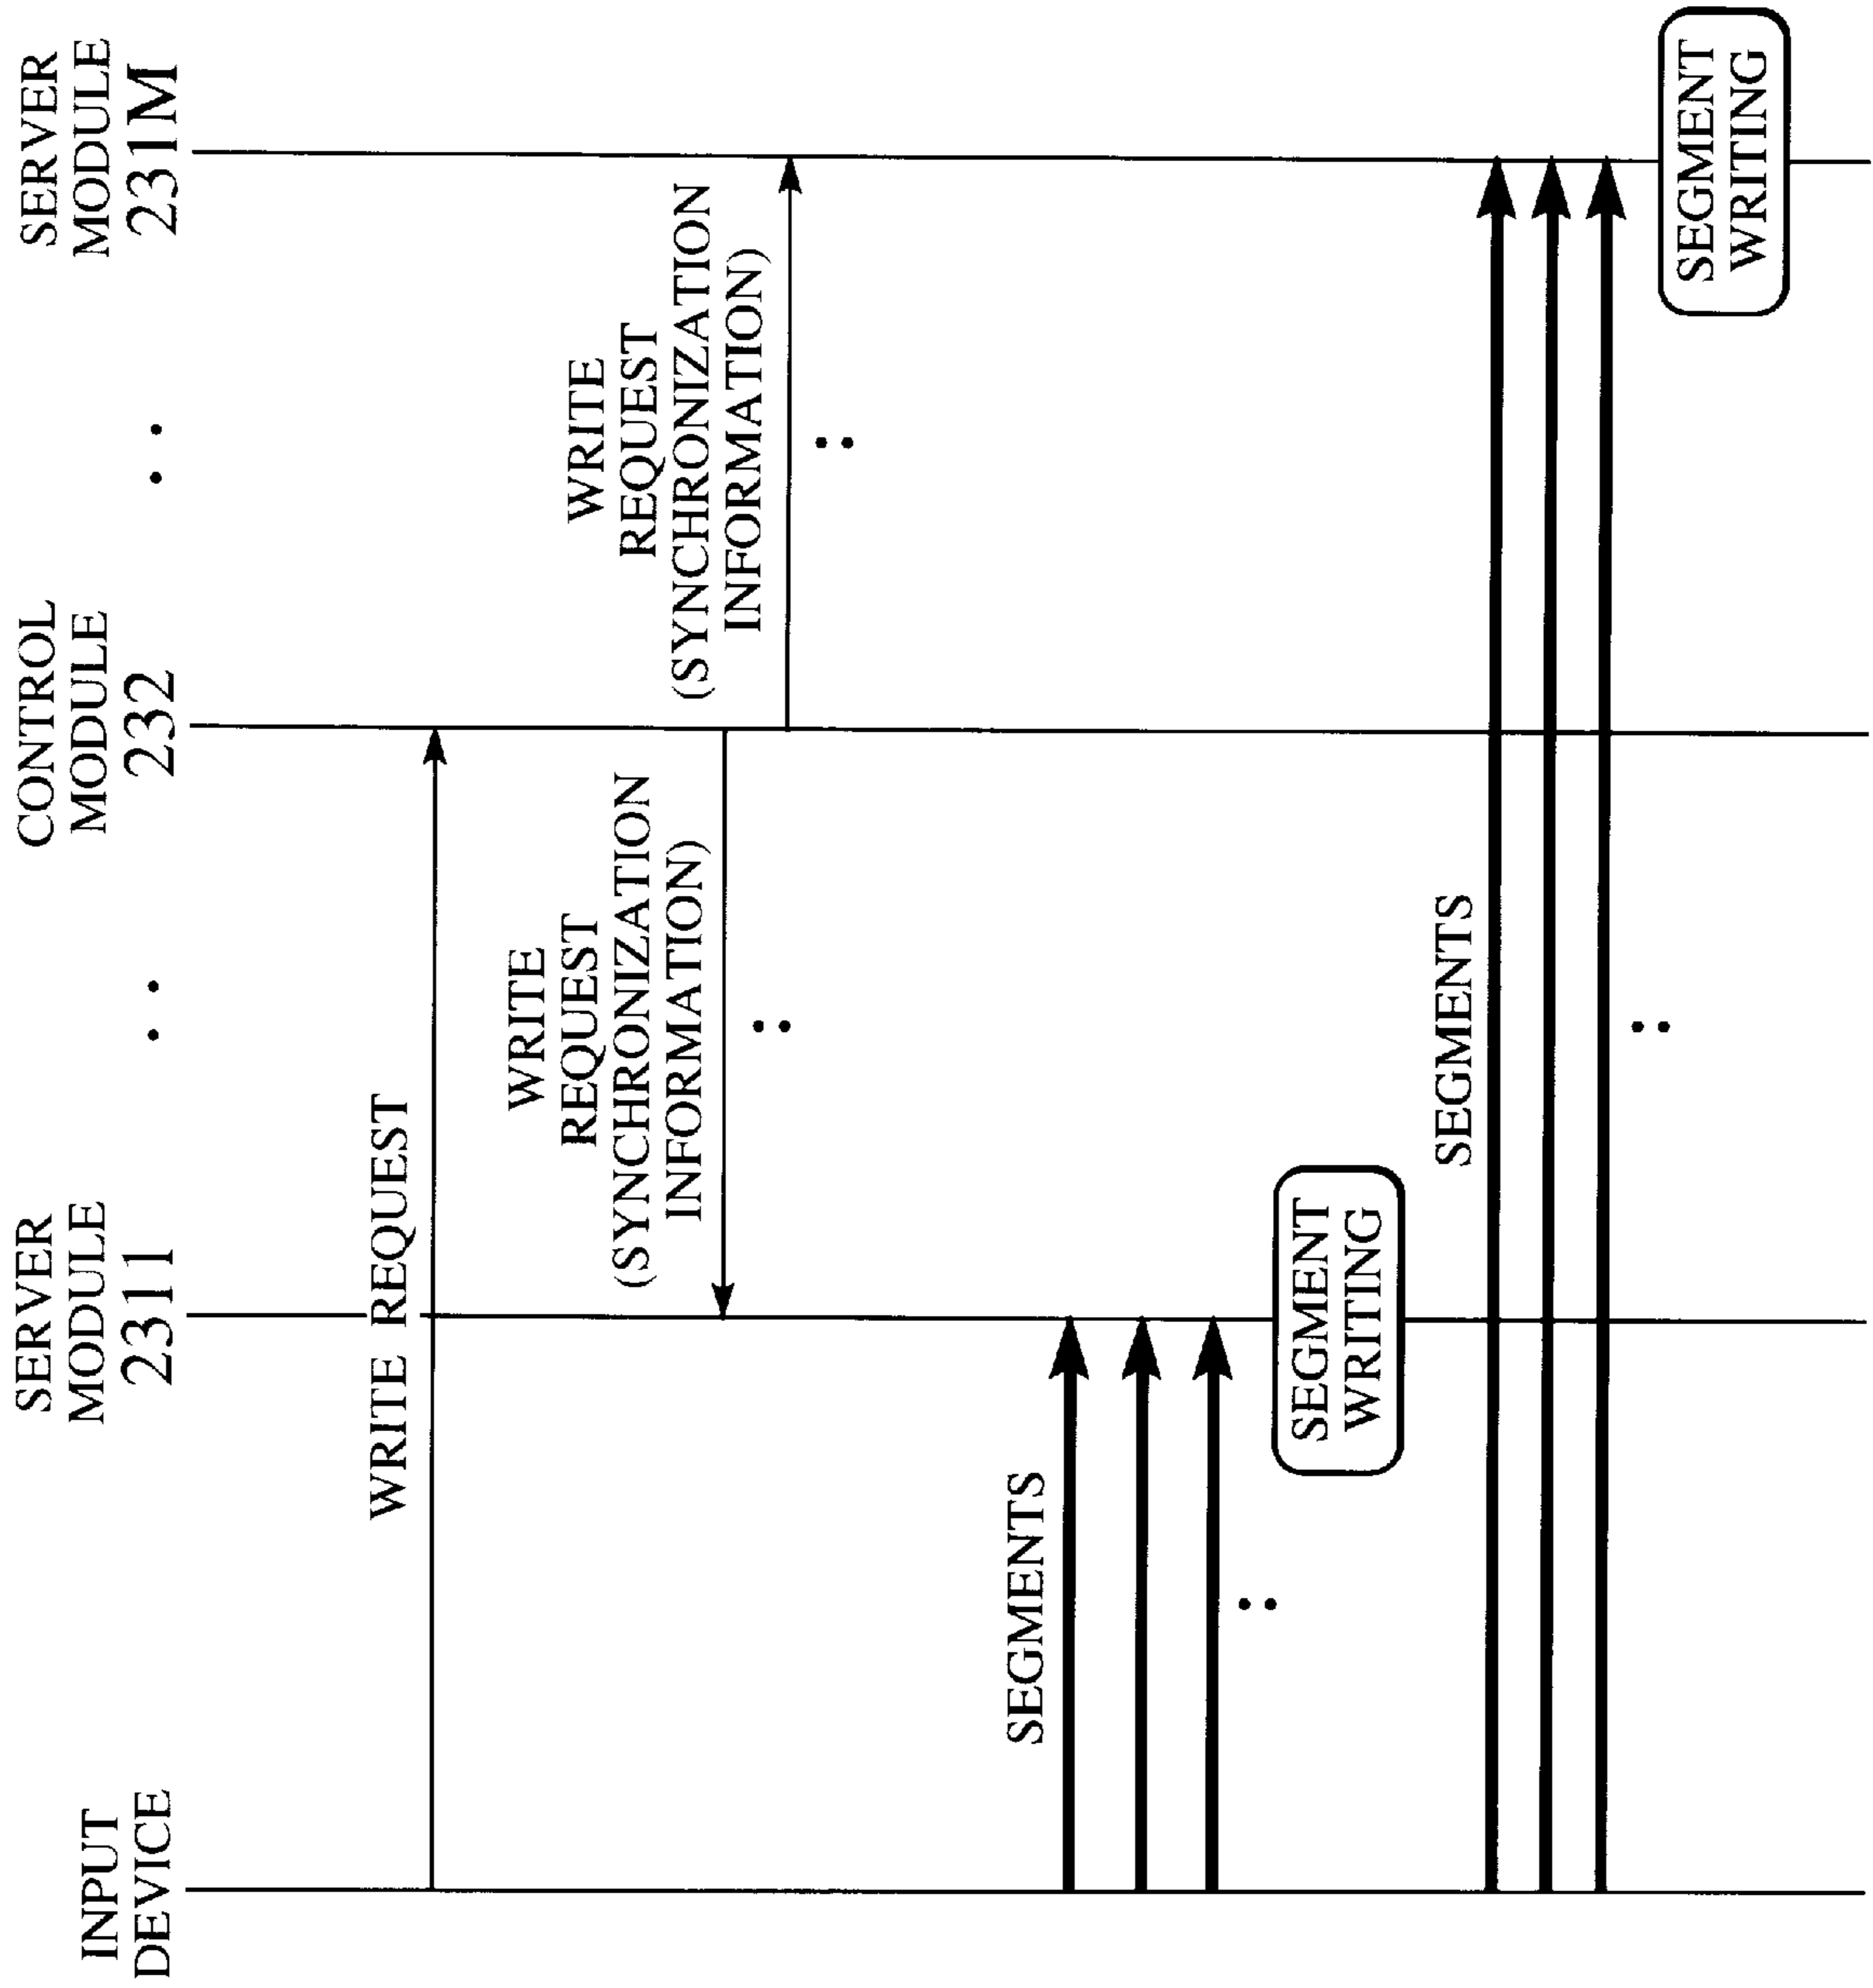 INPUT
DEVICE
SERVER
MODULE
2311
. .
CONTROL
MODULE
232
. .
SERVER
MODULE
231M
WRITE REQUEST
WRITE
REQUEST
(SYNCHRONIZATION
INFORMATION)
WRITE
REQUEST
(SYNCHRONIZATION
INFORMATION)
SEGMENTS
SEGMENT
WRITING
SEGMENTS
SEGMENT
WRITING